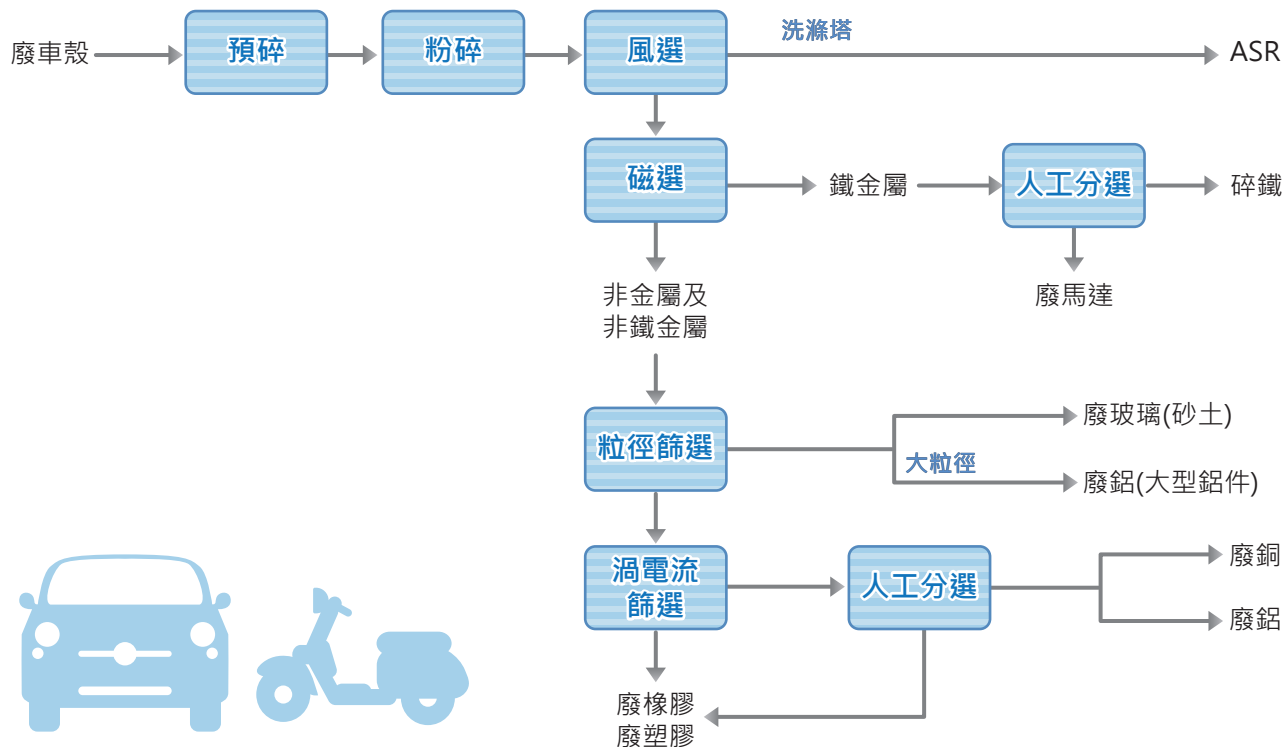 洗滌塔
廢車殼
預碎
粉碎
風選
ASR
磁選
鐵金屬
人工分選
碎鐵
非金屬及
非鐵金屬
廢馬達
粒徑篩選
廢玻璃(砂土)
大粒徑
廢鋁(大型鋁件)
渦電流
篩選
人工分選
廢銅
廢鋁
廢橡膠
廢塑膠